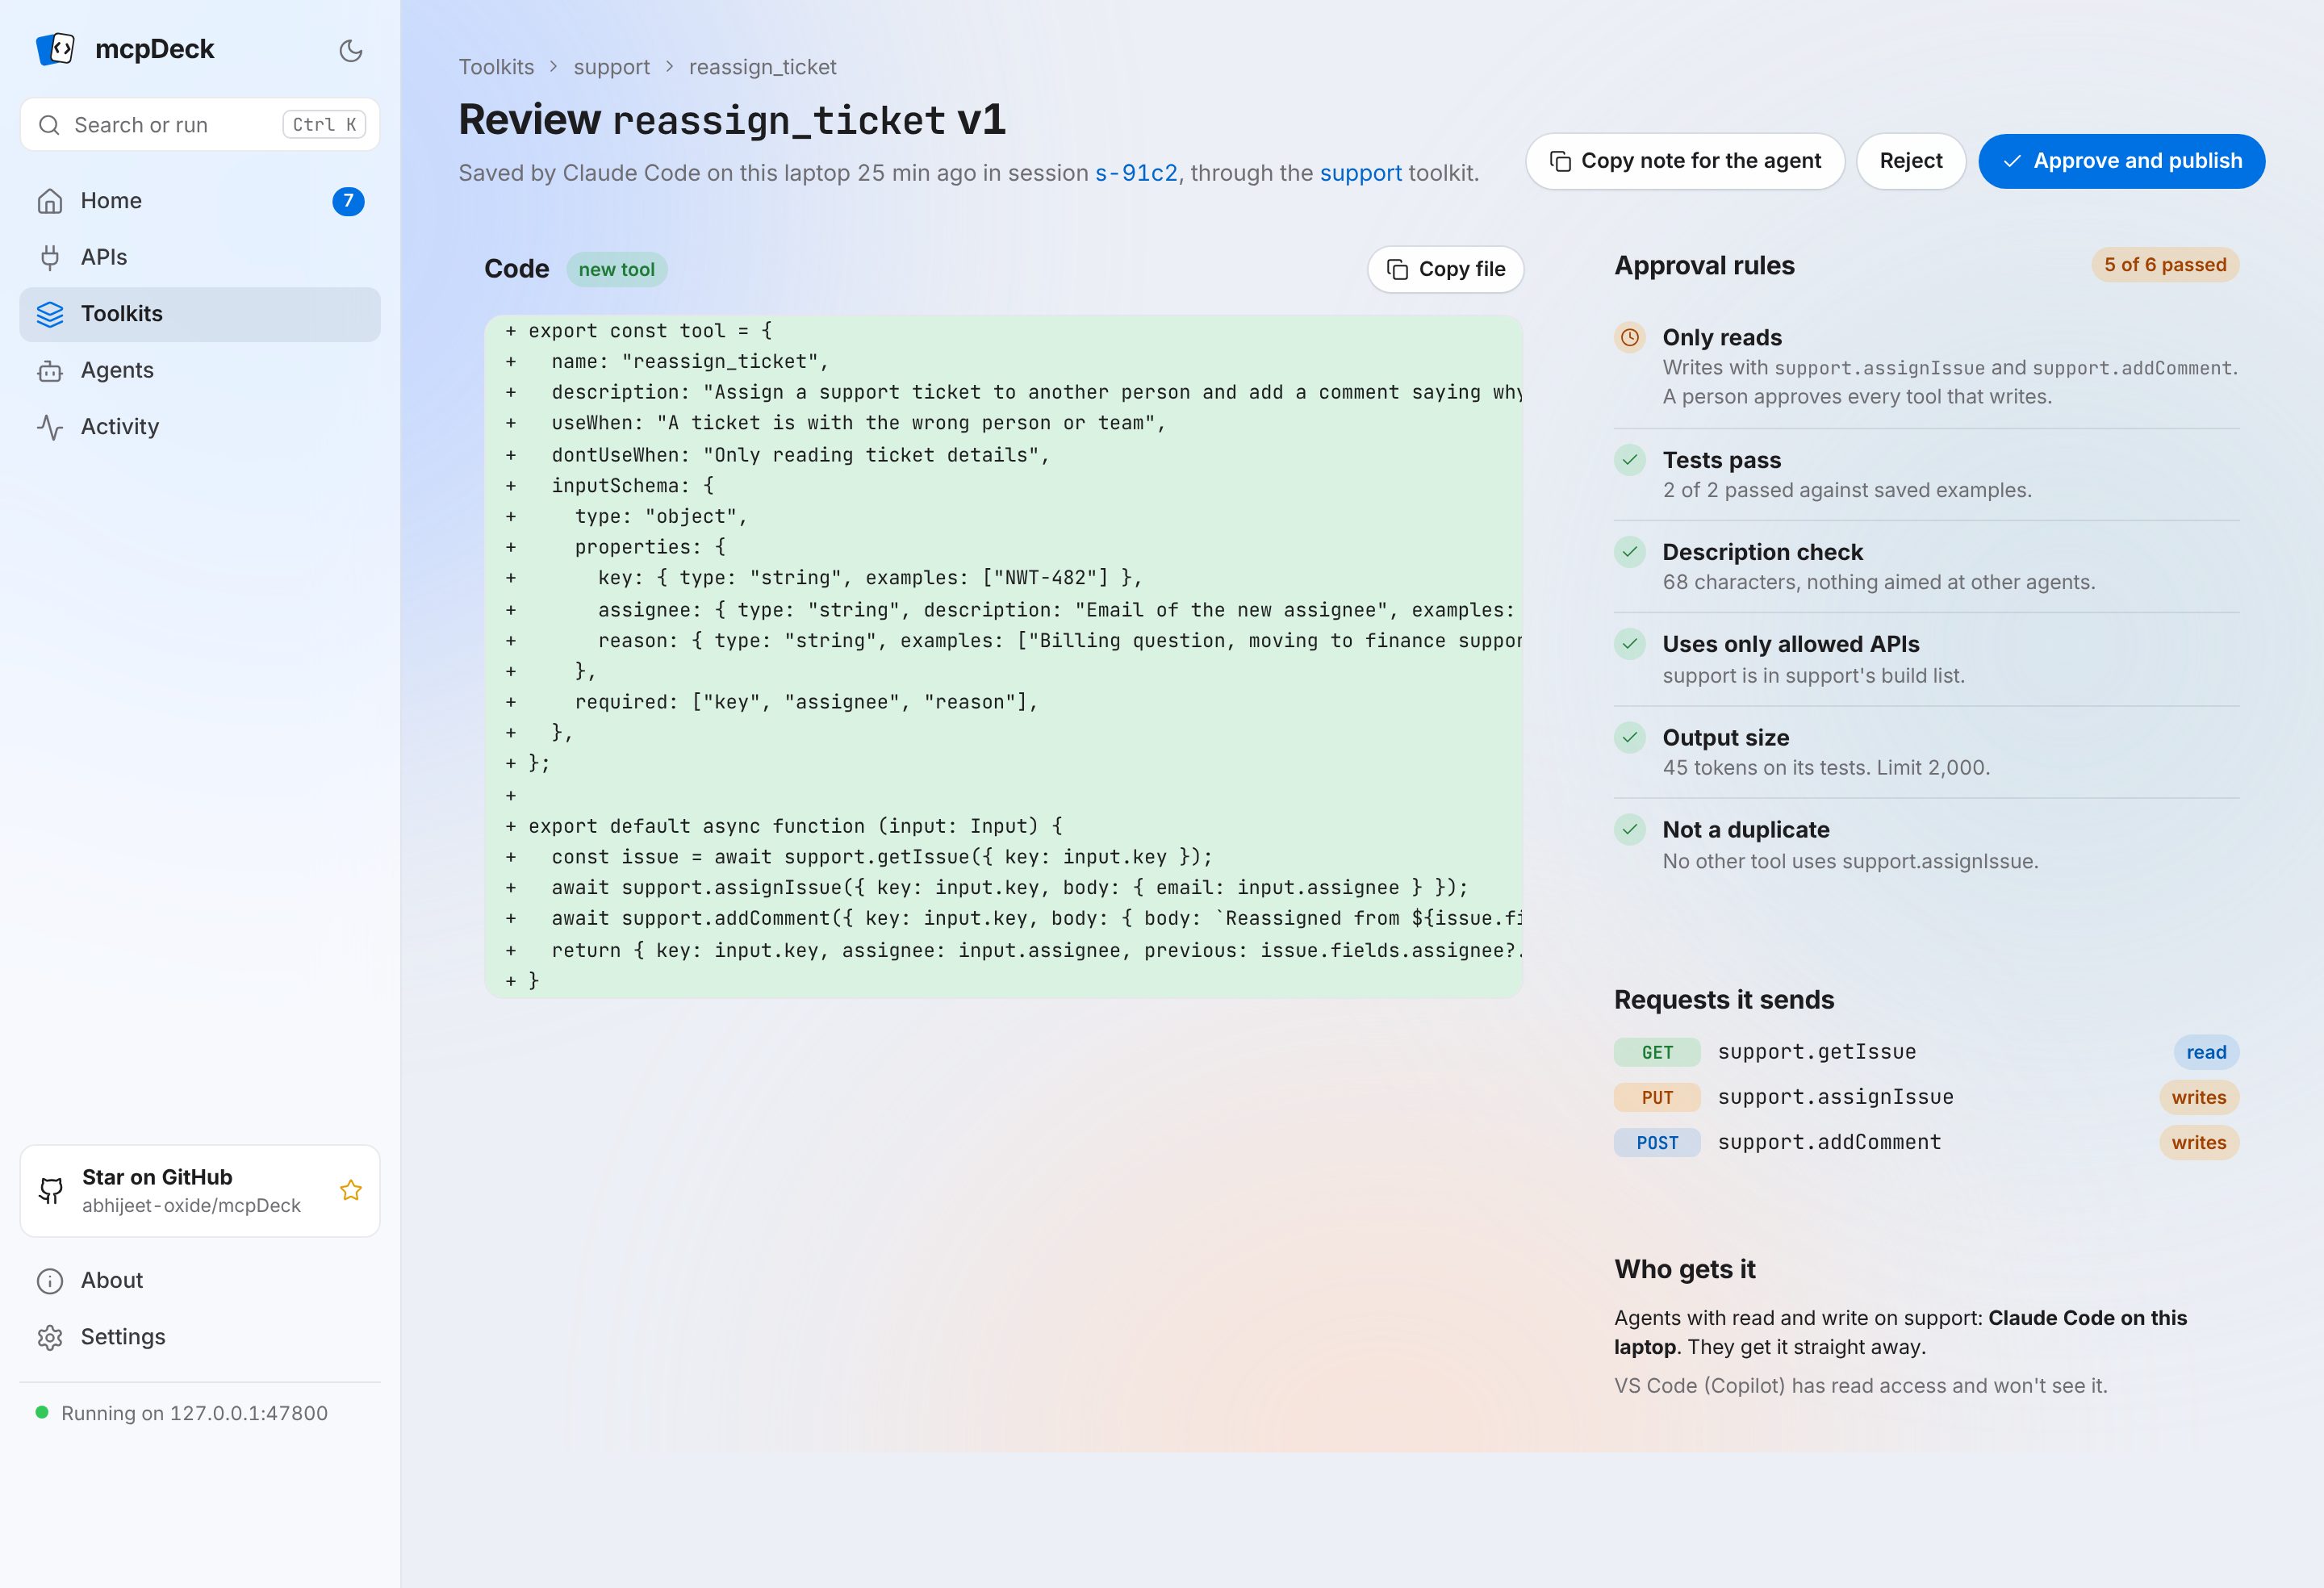 mcpDeck
Search or run
Ctrl K
Home
7
APIs
Toolkits
Agents
Activity
Star on GitHub
abhijeet-oxide/mcpDeck
About
Settings
Running on 127.0.0.1:47800
Toolkits > support > reassign_ticket
Review reassign_ticket v1
Saved by Claude Code on this laptop 25 min ago in session s-91c2, through the support toolkit.
Copy note for the agent
Reject
Approve and publish
Code
new tool
Copy file
+ export const tool = {
+   name: "reassign_ticket",
+   description: "Assign a support ticket to another person and add a comment saying why
+   useWhen: "A ticket is with the wrong person or team",
+   dontUseWhen: "Only reading ticket details",
+   inputSchema: {
+     type: "object",
+     properties: {
+       key: { type: "string", examples: ["NWT-482"] },
+       assignee: { type: "string", description: "Email of the new assignee", examples:
+       reason: { type: "string", examples: ["Billing question, moving to finance suppor
+     },
+     required: ["key", "assignee", "reason"],
+   },
+ };
+
+ export default async function (input: Input) {
+   const issue = await support.getIssue({ key: input.key });
+   await support.assignIssue({ key: input.key, body: { email: input.assignee } });
+   await support.addComment({ key: input.key, body: { body: `Reassigned from ${issue.fi
+   return { key: input.key, assignee: input.assignee, previous: issue.fields.assignee?.
+ }
Approval rules
5 of 6 passed
Only reads
Writes with support.assignIssue and support.addComment.
A person approves every tool that writes.
Tests pass
2 of 2 passed against saved examples.
Description check
68 characters, nothing aimed at other agents.
Uses only allowed APIs
support is in support's build list.
Output size
45 tokens on its tests. Limit 2,000.
Not a duplicate
No other tool uses support.assignIssue.
Requests it sends
GET support.getIssue read
PUT support.assignIssue writes
POST support.addComment writes
Who gets it
Agents with read and write on support: Claude Code on this
laptop. They get it straight away.
VS Code (Copilot) has read access and won't see it.